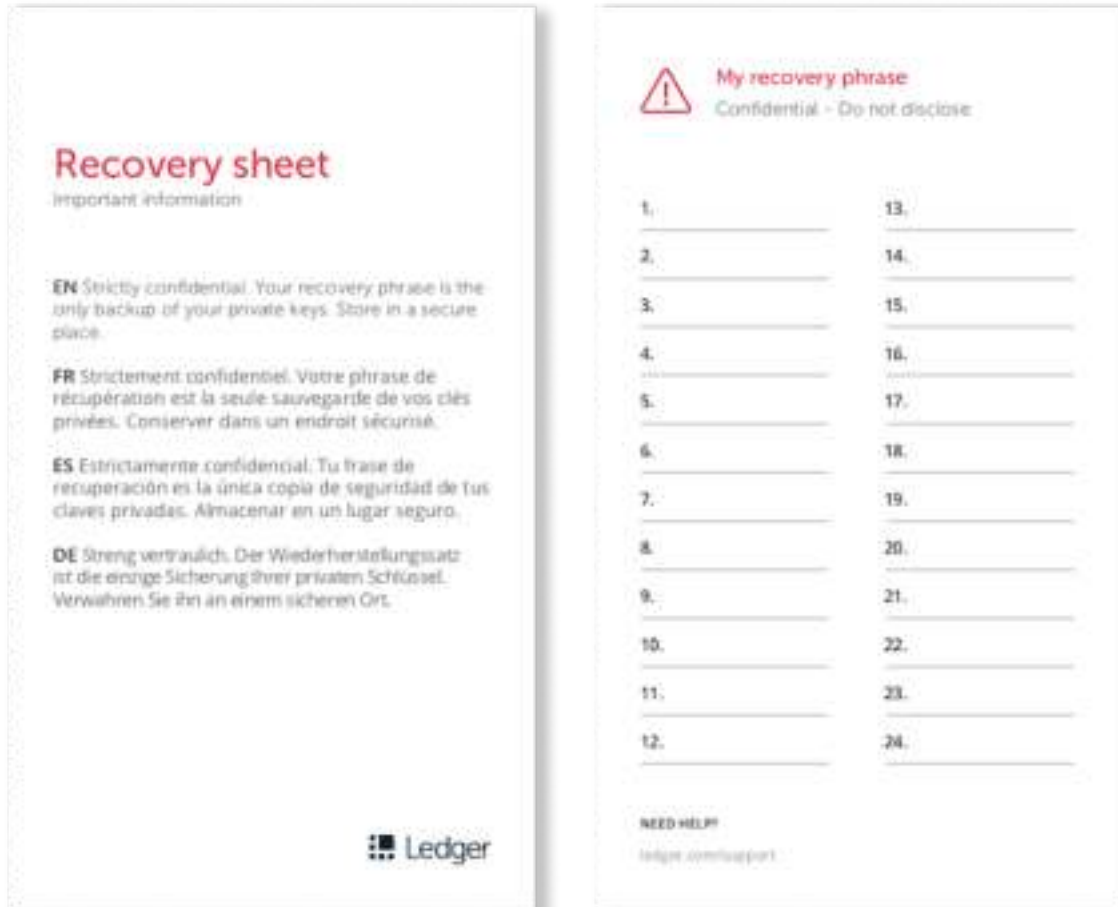 Recovery sheet
Important information
EN Strictly confidential. Your recovery phrase is the
only backup of your private keys. Store in a secure
place.
FR Strictement confidentiel. Votre phrase de
récupération est la seule sauvegarde de vos clés
privées. Conserver dans un endroit sécurisé.
ES Estrictamente confidencial. Tu frase de
recuperación es la única copia de seguridad de tus
claves privadas. Almacenar en un lugar seguro.
DE Streng vertraulich. Der Wiederherstellungssatz
ist die einzige Sicherung Ihrer privaten Schlüssel.
Verwahren Sie ihn an einem sicheren Ort.
Ledger
My recovery phrase
Confidential - Do not disclose
1.
2.
3.
4.
5.
6.
7.
8.
9.
10.
11.
12.
13.
14.
15.
16.
17.
18.
19.
20.
21.
22.
23.
24.
NEED HELP?
ledger.com/support